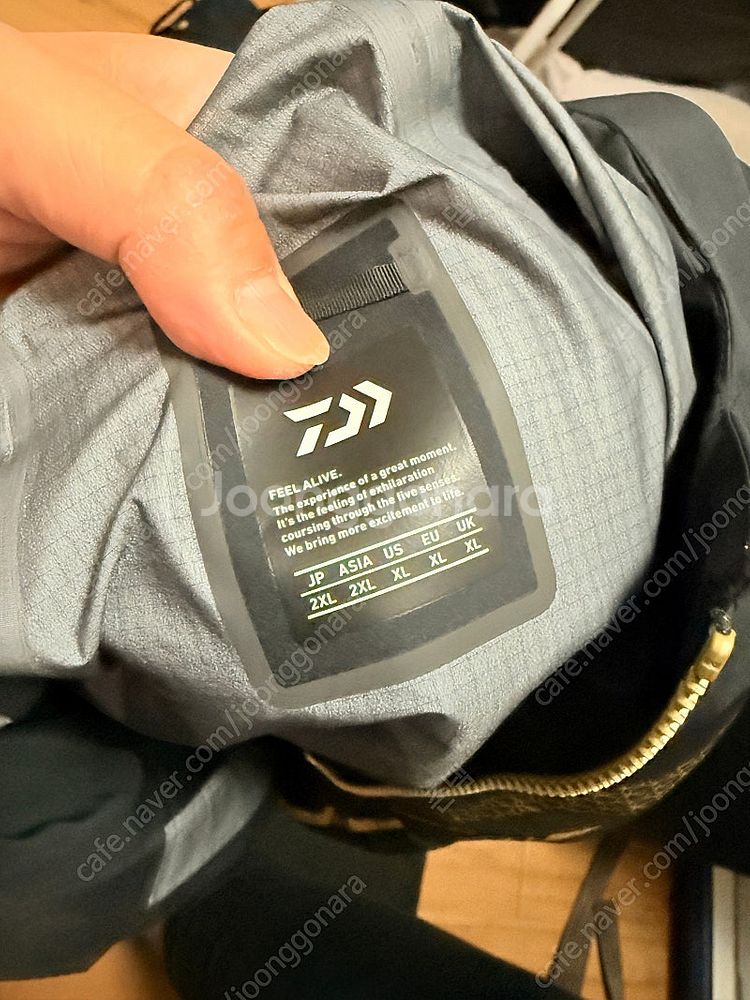 FEEL ALIVE.
The experience of a great moment.
It's the feeling of exhilaration
coursing through the live senses.
We bring more excitement to life.
JP ASIA US EU UK
2XL 2XL XL XL XL
Joonggonara
cafe.naver.com/joonggonara